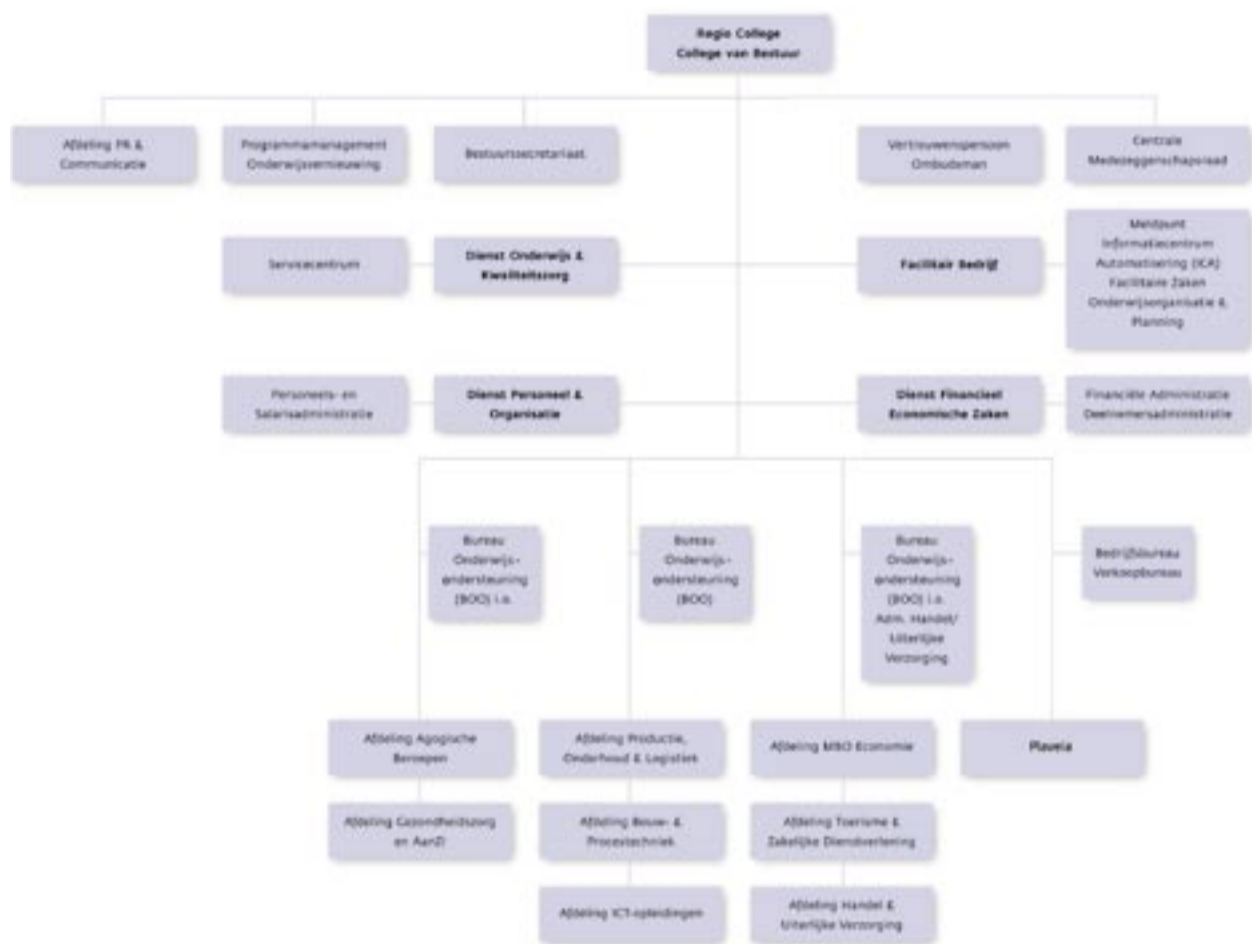 Regio College
College van Bestuur
Afdeling PR &
Communicatie
Programmamanagement
Onderwijsvernieuwing
Bestuurssecretariaat
Vertrouwenspersoon
Ombudsman
Centrale
Medezeggenschapsraad
Servicecentrum
Dienst Onderwijs &
Kwaliteitszorg
Facilitair Bedrijf
Meldpunt
Informatiecentrum
Automatisering (ICA)
Facilitaire Zaken
Onderwijsorganisatie &
Planning
Personeels- en
Salarisadministratie
Dienst Personeel &
Organisatie
Dienst Financieel
Economische Zaken
Financiële Administratie
Deelnemersadministratie
Bureau
Onderwijs-
ondersteuning
(BOO) i.o.
Bureau
Onderwijs-
ondersteuning
(BOO)
Bureau
Onderwijs-
ondersteuning
(BOO) i.o.
Adm. Handel/
Uiterlijke
Verzorging
Bedrijfsbureau
Verkoopbureau
Afdeling Agogische
Beroepen
Afdeling Productie,
Onderhoud & Logistiek
Afdeling MBO Economie
Plaveia
Afdeling Gezondheidszorg
en AanZ!
Afdeling Bouw- &
Procestechniek
Afdeling Toerisme &
Zakelijke Dienstverlening
Afdeling ICT-opleidingen
Afdeling Handel &
Uiterlijke Verzorging